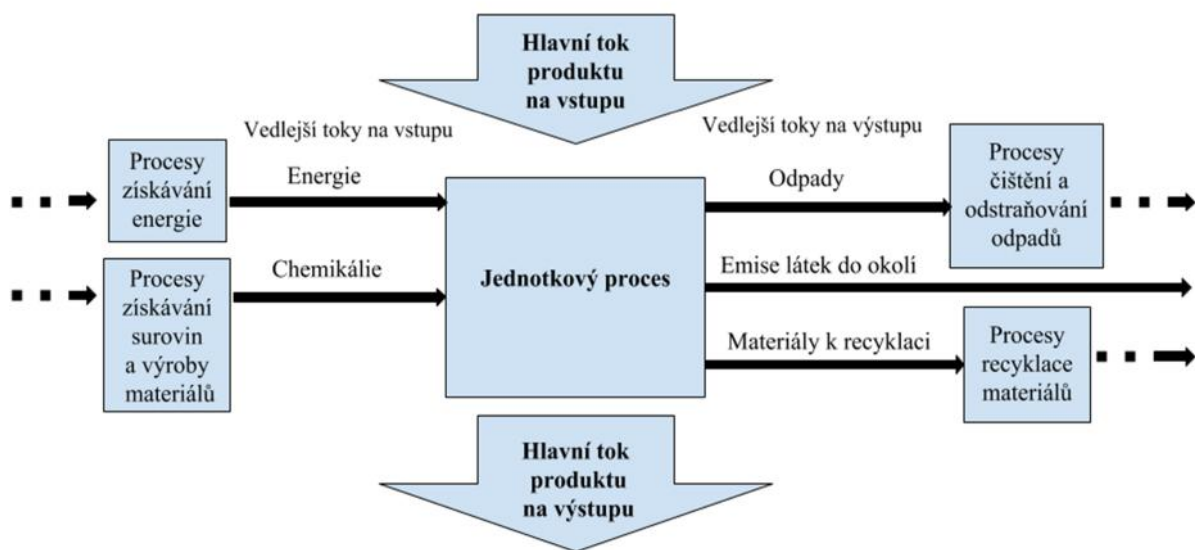 Hlavní tok
produktu
na vstupu
Vedlejší toky na vstupu
Vedlejší toky na výstupu
Procesy
získávání
energie
Energie
Odpady
Procesy
čištění a
odstraňování
odpadů
Procesy
získávání
surovin
a výroby
materiálů
Chemikálie
Jednotkový proces
Emise látek do okolí
Materiály k recyklaci
Procesy
recyklace
materiálů
Hlavní tok
produktu
na výstupu